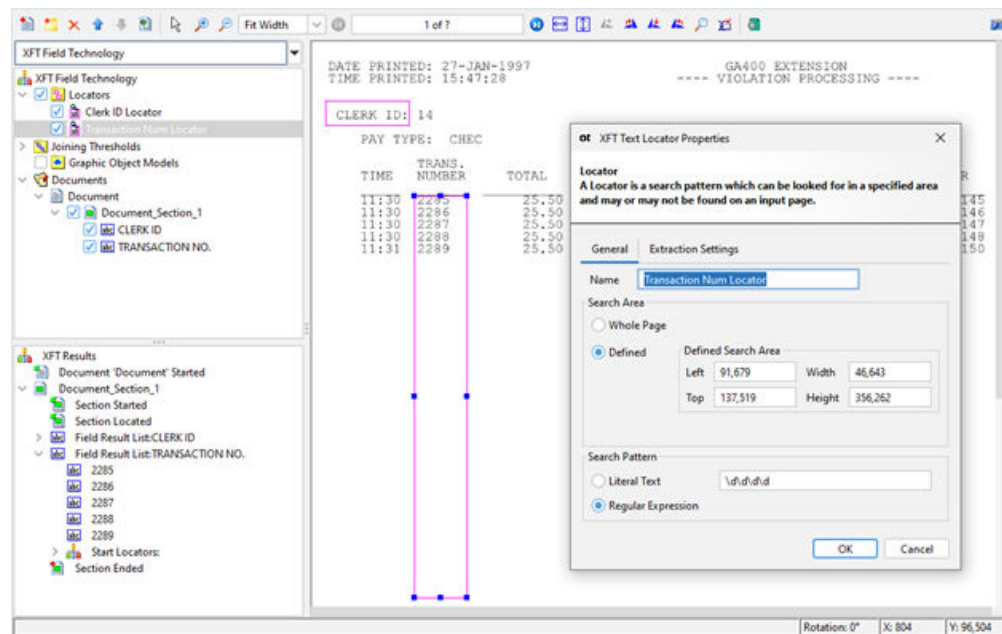 Fit Width
1 of ?
XFT Field Technology
XFT Field Technology
Locators
Clerk ID Locator
Transaction Num Locator
Joining Thresholds
Graphic Object Models
Documents
Document
Document_Section_1
CLERK ID
TRANSACTION NO.
XFT Results
Document 'Document' Started
Document_Section_1
Section Started
Section Located
Field Result List:CLERK ID
Field Result List:TRANSACTION NO.
2285
2286
2287
2288
2289
Start Locators:
Section Ended
DATE PRINTED: 27-JAN-1997 GA400 EXTENSION
TIME PRINTED: 15:47:28 ---- VIOLATION PROCESSING ----
CLERK ID: 14
PAY TYPE: CHEC
TRANS.
TIME NUMBER TOTAL R
11:30 2285 25.50 145
11:30 2286 25.50 146
11:30 2287 25.50 147
11:30 2288 25.50 148
11:31 2289 25.50 150
ot XFT Text Locator Properties
Locator
A Locator is a search pattern which can be looked for in a specified area
and may or may not be found on an input page.
General Extraction Settings
Name Transaction Num Locator
Search Area
Whole Page
Defined
Defined Search Area
Left 91,679 Width 46,643
Top 137,519 Height 356,262
Search Pattern
Literal Text \d\d\d\d
Regular Expression
OK Cancel
Rotation: 0° X: 804 Y: 96,504